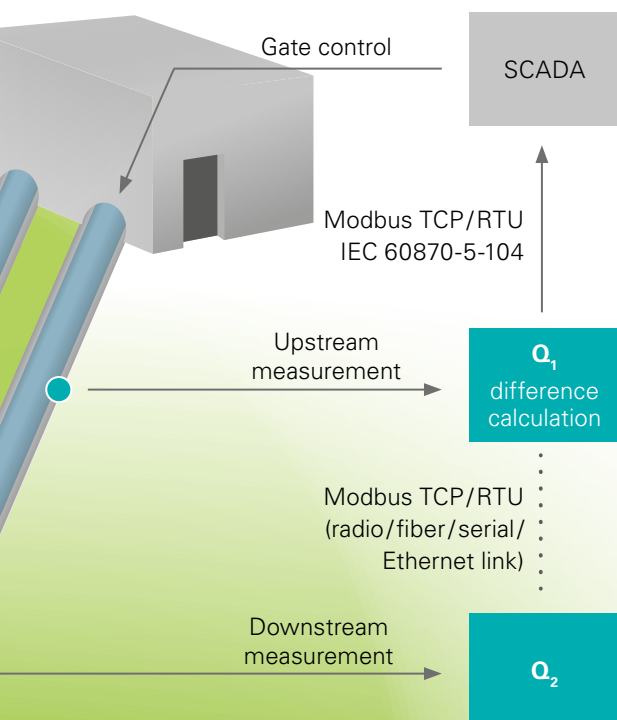 Gate control
SCADA
Modbus TCP/RTU
IEC 60870-5-104
Upstream
measurement
Q₁
difference
calculation
Modbus TCP/RTU
(radio/fiber/serial/
Ethernet link)
Downstream
measurement
Q₂